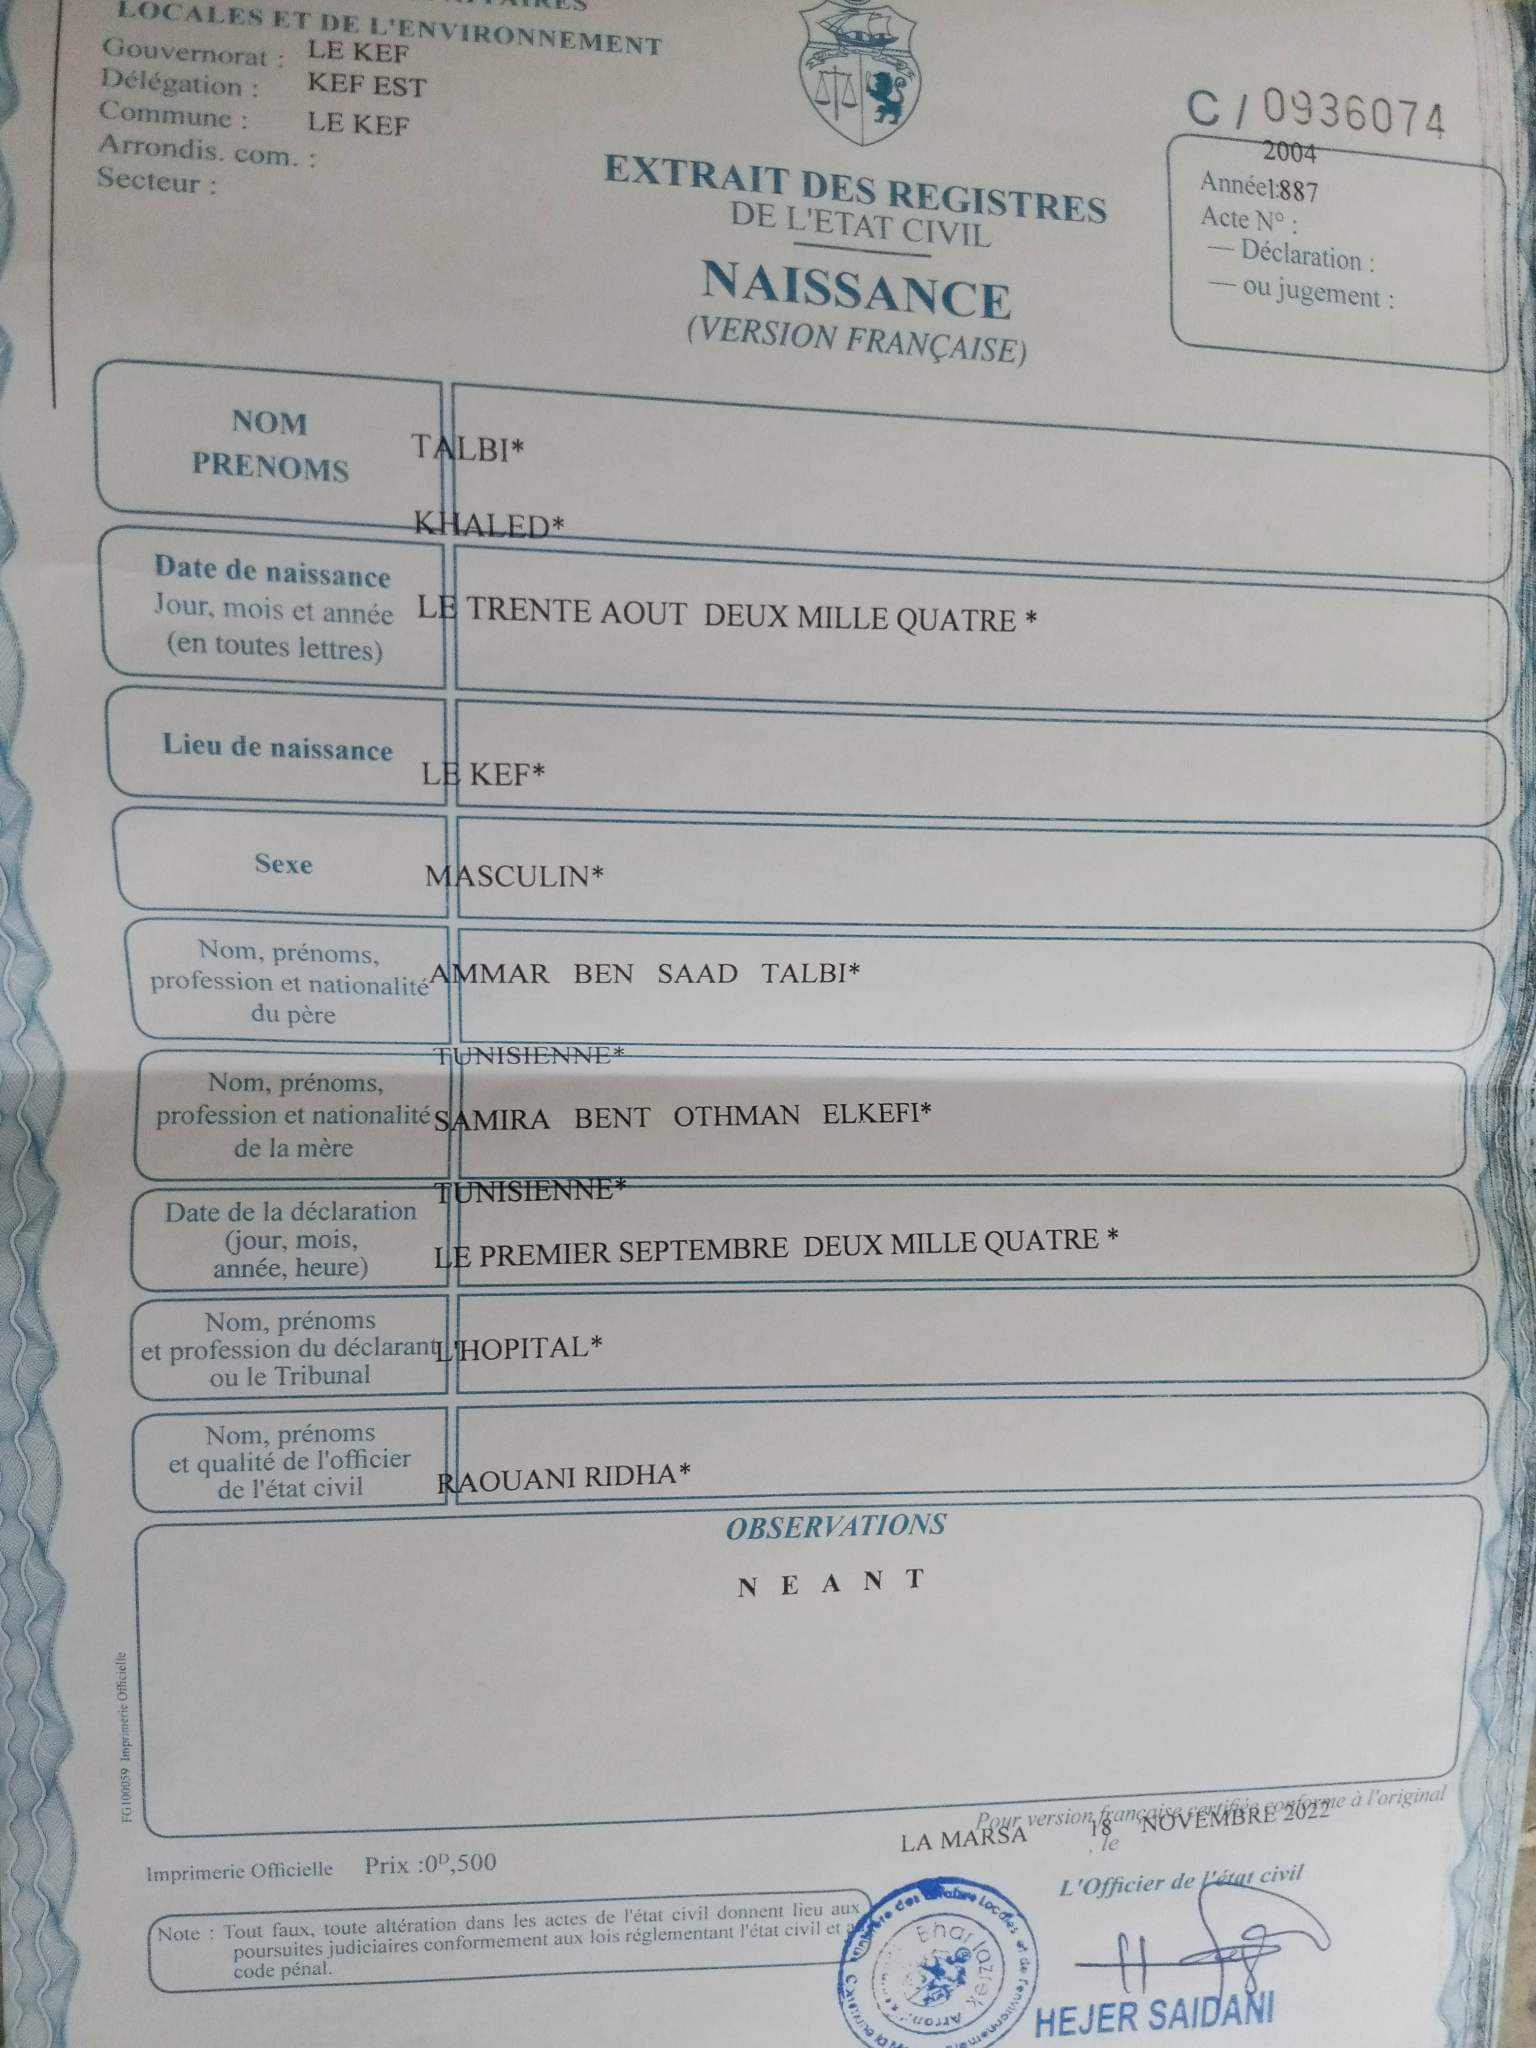 LOCALES ET DE L'ENVIRONNEMENT
Gouvernorat : LE KEF
Délégation : KEF EST
Commune : LE KEF
Arrondis. com. :
Secteur :
C / 0936074
2004
Année 1887
Acte N° :
— Déclaration :
— ou jugement :
EXTRAIT DES REGISTRES
DE L'ETAT CIVIL
NAISSANCE
(VERSION FRANÇAISE)
NOM
PRENOMS
TALBI*
KHALED*
Date de naissance
Jour, mois et année
(en toutes lettres)
LE TRENTE AOUT DEUX MILLE QUATRE *
Lieu de naissance
LE KEF*
Sexe
MASCULIN*
Nom, prénoms,
profession et nationalité
du père
AMMAR BEN SAAD TALBI*
TUNISIENNE*
Nom, prénoms,
profession et nationalité
de la mère
SAMIRA BENT OTHMAN ELKEFI*
TUNISIENNE*
Date de la déclaration
(jour, mois,
année, heure)
LE PREMIER SEPTEMBRE DEUX MILLE QUATRE *
Nom, prénoms
et profession du déclarant
ou le Tribunal
L'HOPITAL*
Nom, prénoms
et qualité de l'officier
de l'état civil
RAOUANI RIDHA*
OBSERVATIONS
N E A N T
FG100059 Imprimerie Officielle
Pour version française certifiée conforme à l'original
LA MARSA , le 18 NOVEMBRE 2022
Imprimerie Officielle Prix :0D,500
L'Officier de l'état civil
Note : Tout faux, toute altération dans les actes de l'état civil donnent lieu aux
poursuites judiciaires conformement aux lois réglementant l'état civil et
code pénal.
HEJER SAIDANI